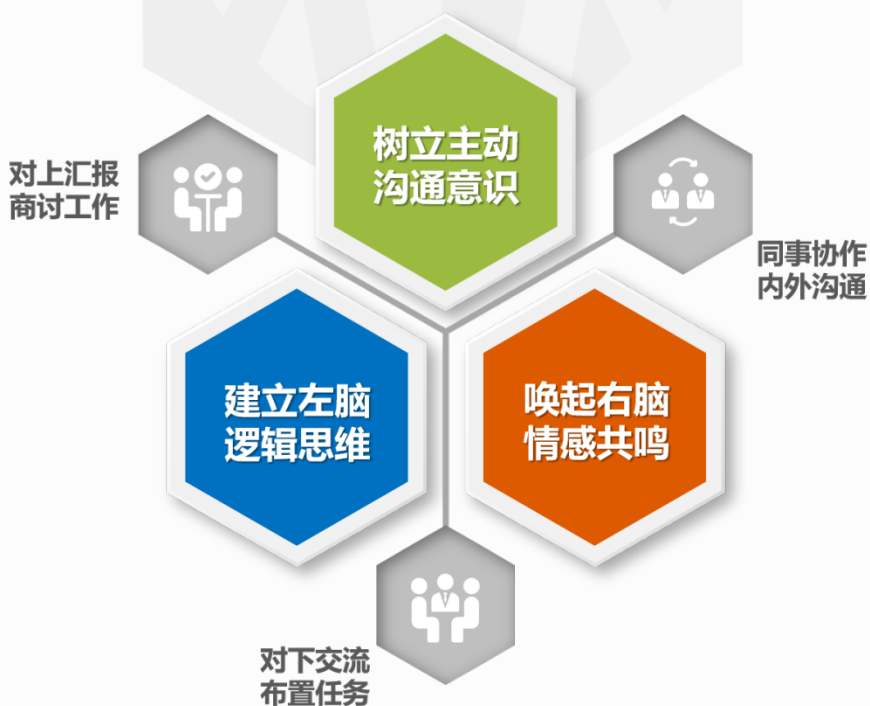 树立主动
沟通意识
对上汇报
商讨工作
同事协作
内外沟通
建立左脑
逻辑思维
唤起右脑
情感共鸣
对下交流
布置任务